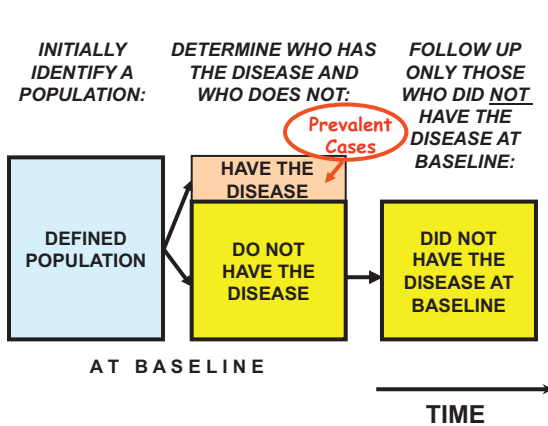 INITIALLY
IDENTIFY A
POPULATION:
DETERMINE WHO HAS
THE DISEASE AND
WHO DOES NOT:
FOLLOW UP
ONLY THOSE
WHO DID NOT
HAVE THE
DISEASE AT
BASELINE:
Prevalent
Cases
DEFINED
POPULATION
HAVE THE
DISEASE
DO NOT
HAVE THE
DISEASE
DID NOT
HAVE THE
DISEASE AT
BASELINE
AT BASELINE
TIME